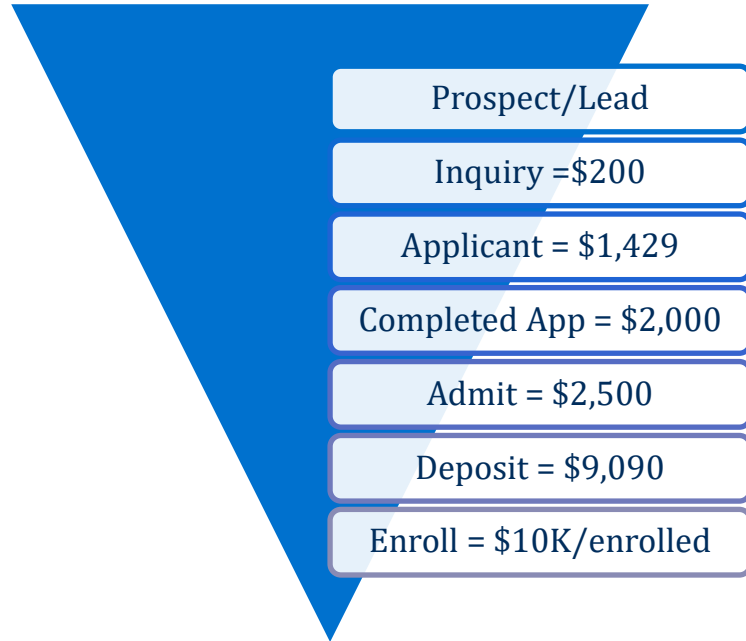 Prospect/Lead
Inquiry =$200
Applicant = $1,429
Completed App = $2,000
Admit = $2,500
Deposit = $9,090
Enroll = $10K/enrolled